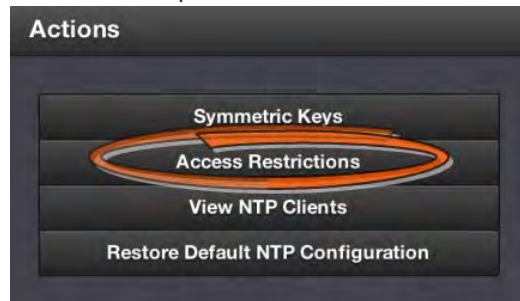 Actions
Symmetric Keys
Access Restrictions
View NTP Clients
Restore Default NTP Configuration